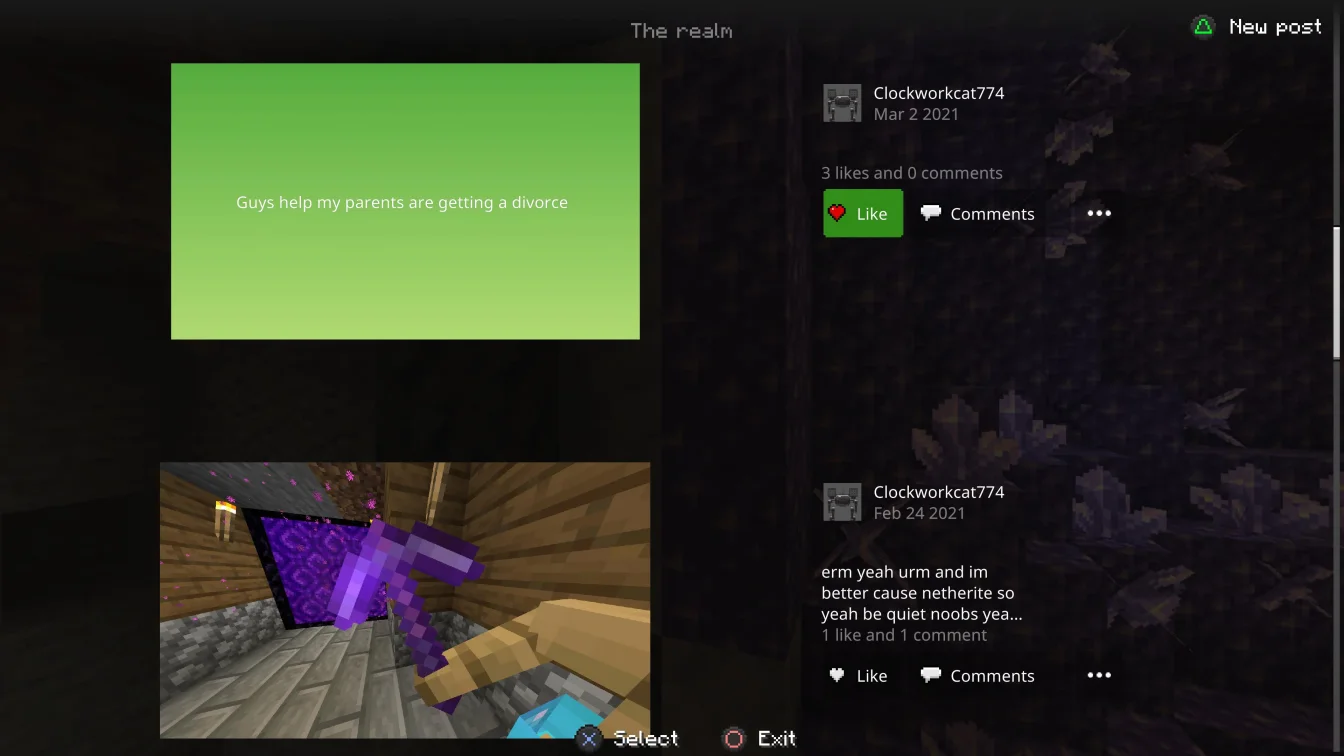 The realm
New post
Guys help my parents are getting a divorce
Clockworkcat774
Mar 2 2021
3 likes and 0 comments
Like
Comments
Clockworkcat774
Feb 24 2021
erm yeah urm and im
better cause netherite so
yeah be quiet noobs yea...
1 like and 1 comment
Like
Comments
Select
Exit